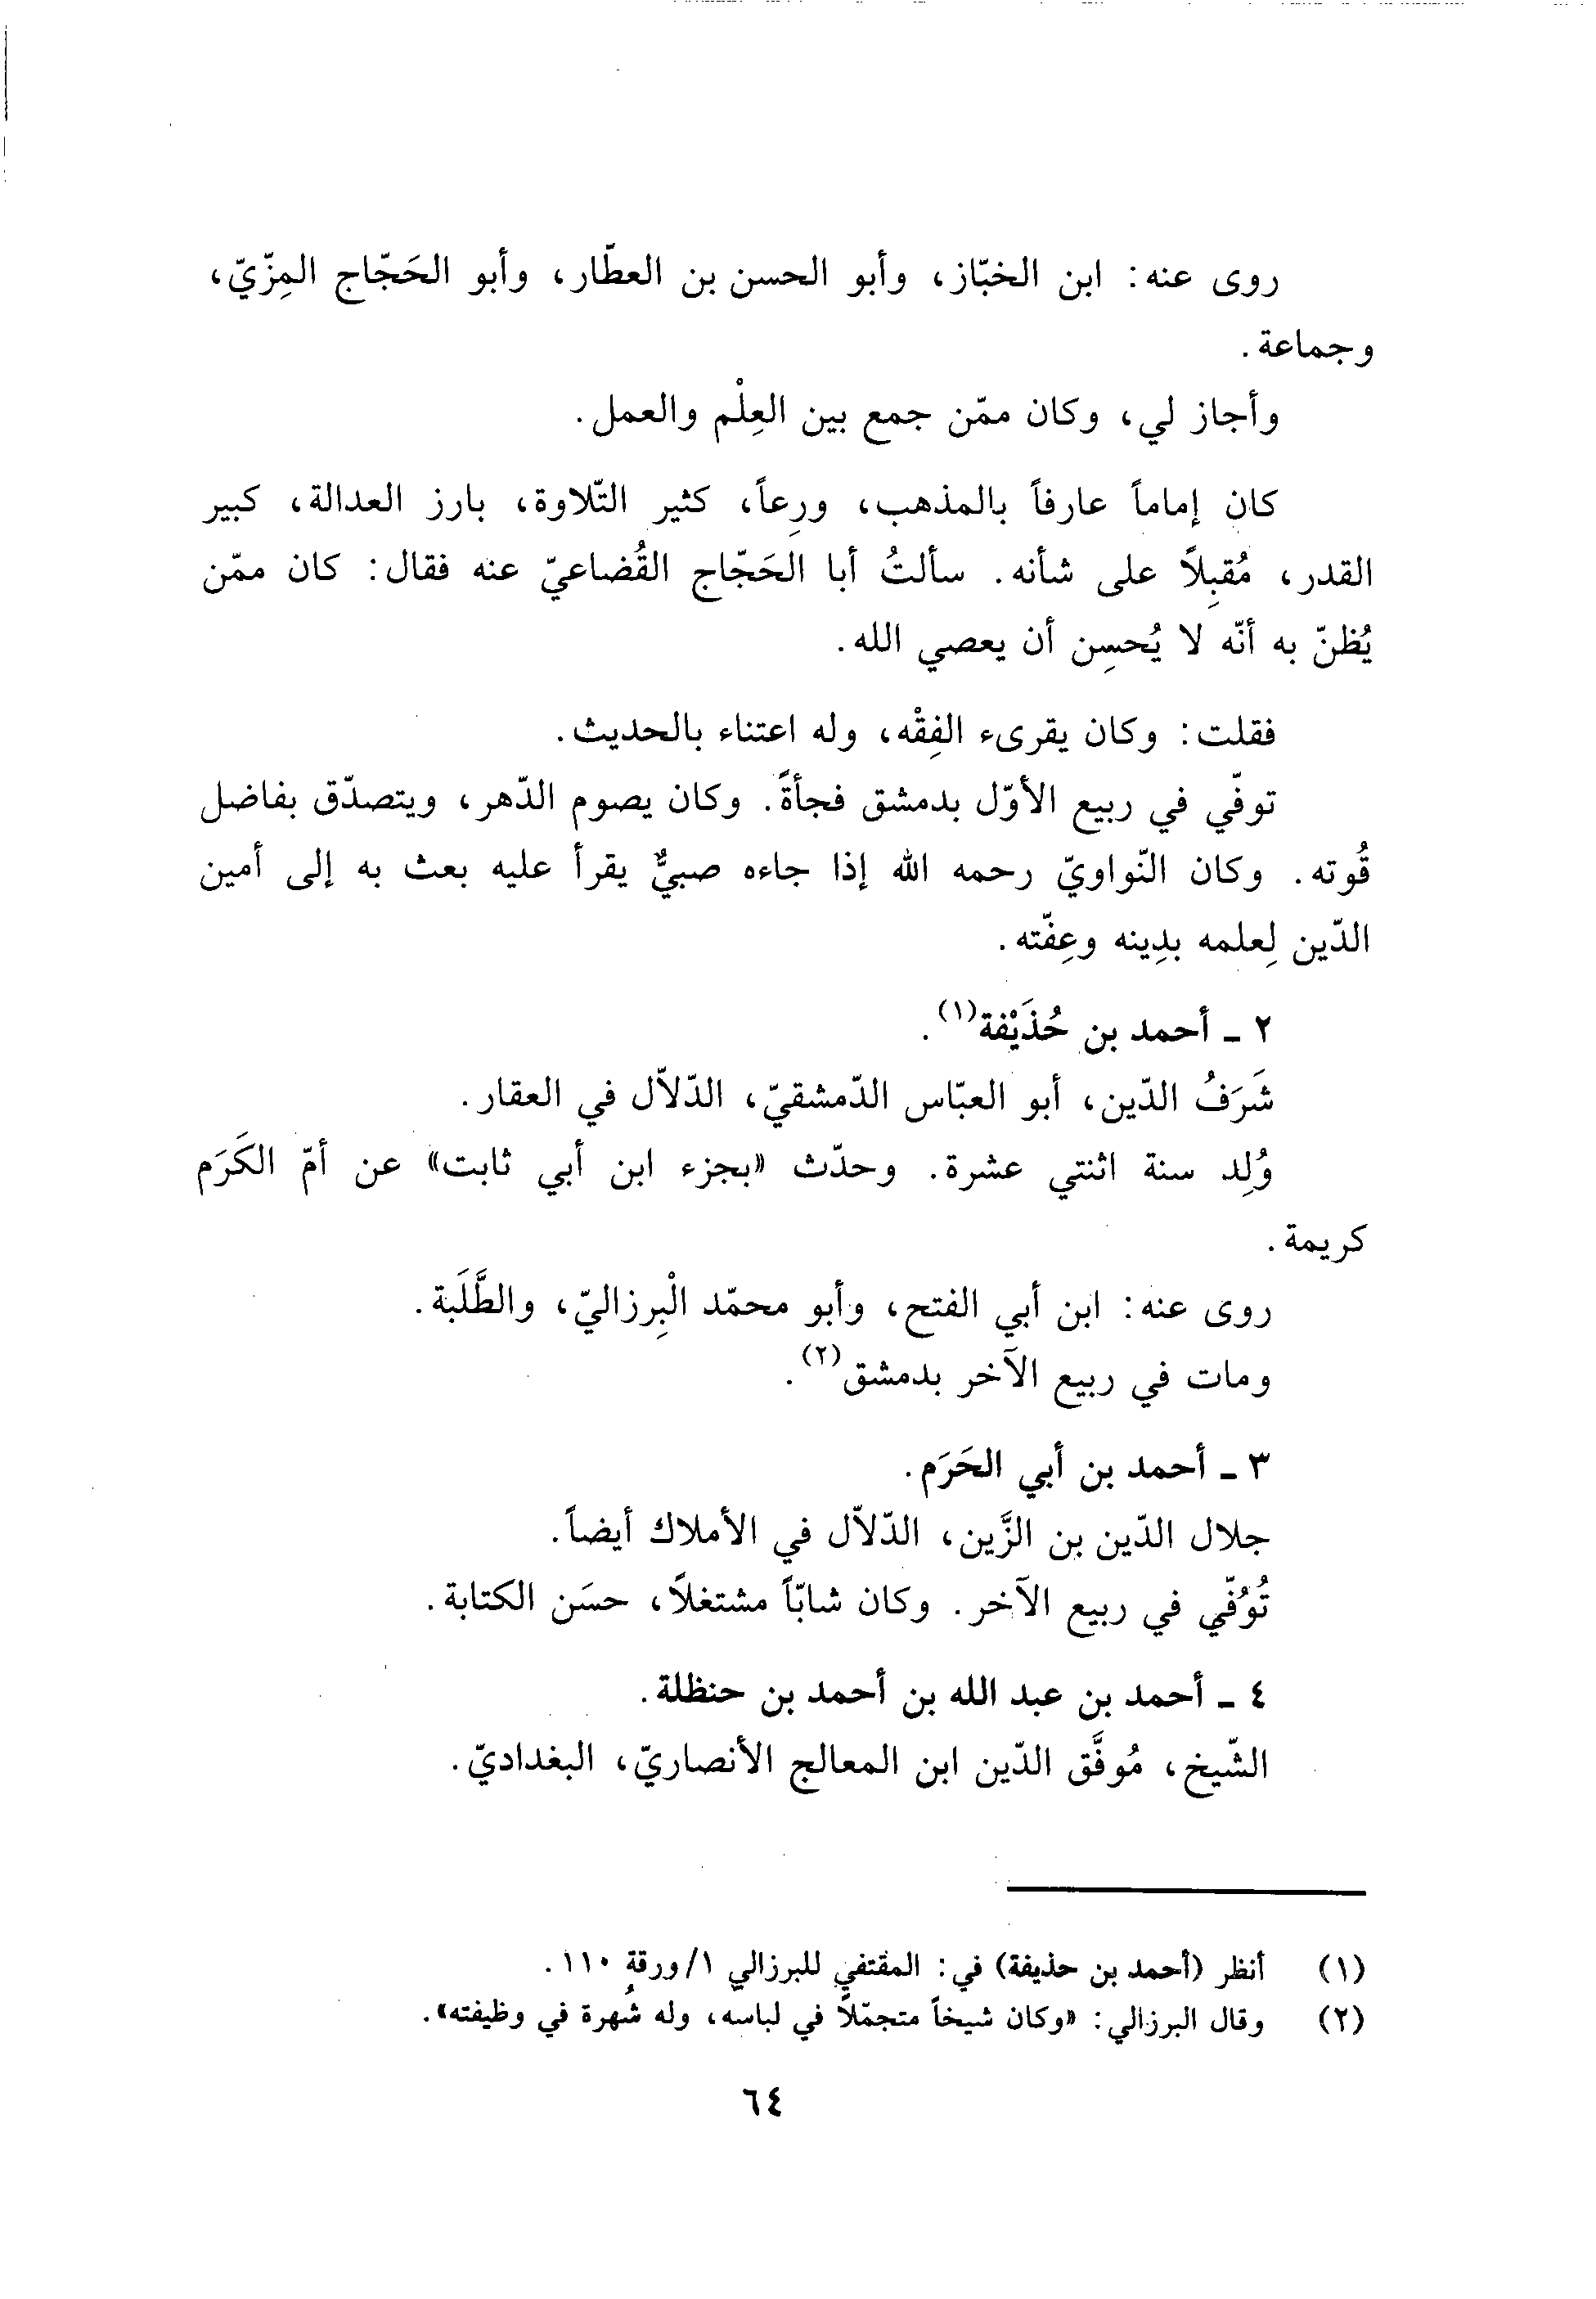 روى عنه: ابن الخبّاز، وأبو الحسن بن العطّار، وأبو الحَجّاج المِزّيّ،
وجماعة.
وأجاز لي، وكان ممّن جمع بين العِلْم والعمل.
كان إماماً عارفاً بالمذهب، ورِعاً، كثير التّلاوة، بارز العدالة، كبير
القدر، مُقبِلاً على شأنه. سألتُ أبا الحَجّاج القُضاعيّ عنه فقال: كان ممّن
يُظنّ به أنّه لا يُحسِن أن يعصي الله.
فقلت: وكان يقرىء الفِقْه، وله اعتناء بالحديث.
توفّي في ربيع الأوّل بدمشق فجأةً. وكان يصوم الدّهر، ويتصدّق بفاضل
قُوته. وكان النّواويّ رحمه الله إذا جاءه صبيٌّ يقرأ عليه بعث به إلى أمين
الدّين لِعلمه بدِينه وعِفّته.
٢ ـ أحمد بن حُذَيْفة(١).
شَرَفُ الدّين، أبو العبّاس الدّمشقيّ، الدّلاّل في العقار.
وُلِد سنة اثنتي عشرة. وحدّث «بجزء ابن أبي ثابت» عن أمّ الكَرَم
كريمة.
روى عنه: ابن أبي الفتح، وأبو محمّد الْبِرزاليّ، والطَّلَبة.
ومات في ربيع الآخر بدمشق(٢).
٣ ـ أحمد بن أبي الحَرَم.
جلال الدّين بن الزَّين، الدّلاّل في الأملاك أيضاً.
تُوُفّي في ربيع الآخر. وكان شابّاً مشتغلاً، حسَن الكتابة.
٤ ـ أحمد بن عبد الله بن أحمد بن حنظلة.
الشّيخ، مُوفَّق الدّين ابن المعالج الأنصاريّ، البغداديّ.
(١) أنظر (أحمد بن حذيفة) في: المقتفي للبرزالي ١/ورقة ١١٠.
(٢) وقال البرزالي: «وكان شيخاً متجمّلاً في لباسه، وله شُهرة في وظيفته».
٦٤